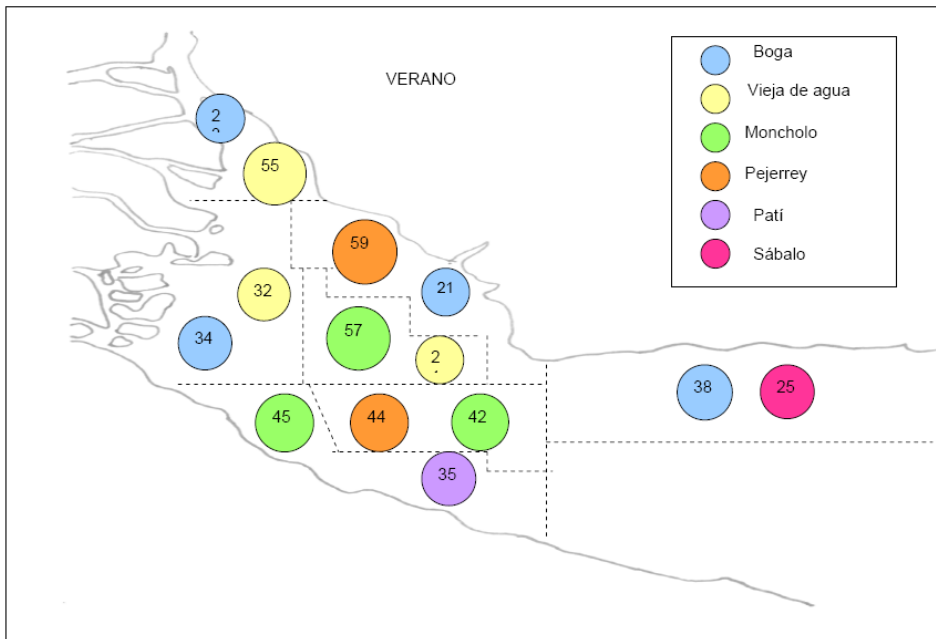 VERANO
Boga
Vieja de agua
Moncholo
Pejerrey
Patí
Sábalo
55
59
21
32
57
34
38
25
45
44
42
35